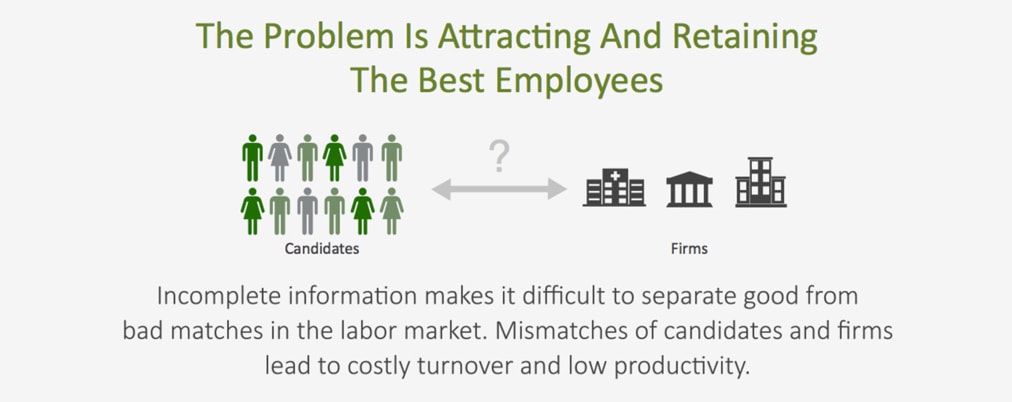 The Problem Is Attracting And Retaining
The Best Employees
?
Candidates
Firms
Incomplete information makes it difficult to separate good from
bad matches in the labor market. Mismatches of candidates and firms
lead to costly turnover and low productivity.